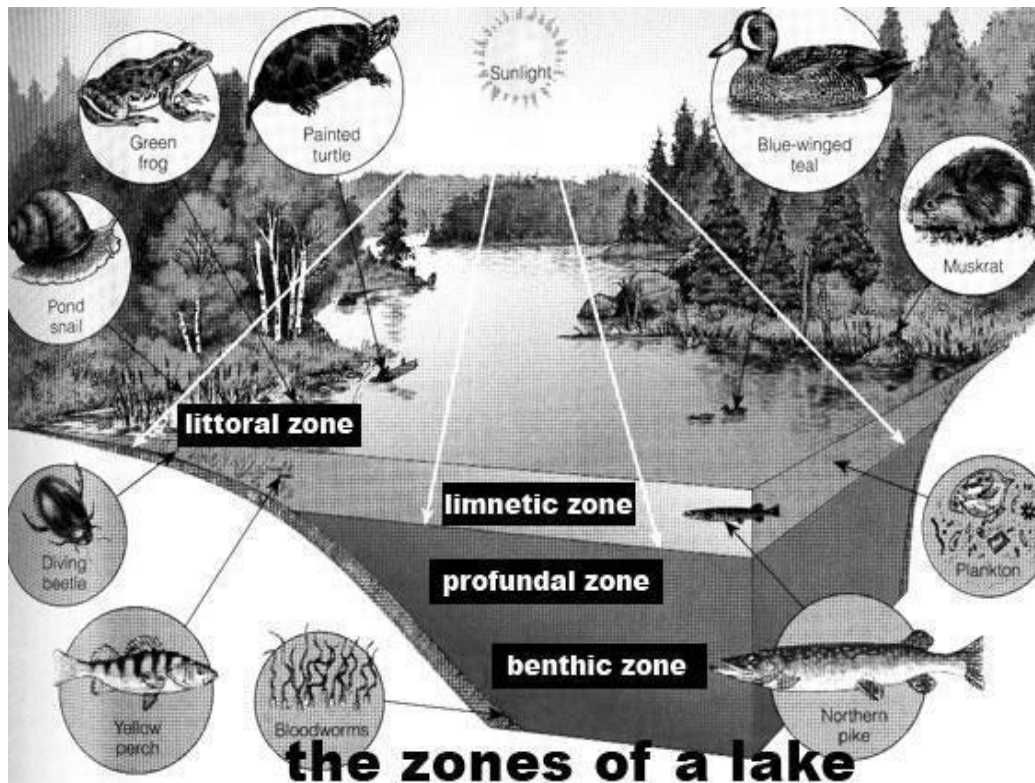 Sunlight
Green
frog
Painted
turtle
Blue-winged
teal
Muskrat
Pond
snail
littoral zone
limnetic zone
Diving
beetle
Plankton
profundal zone
benthic zone
Yellow
perch
Bloodworms
Northern
pike
the zones of a lake